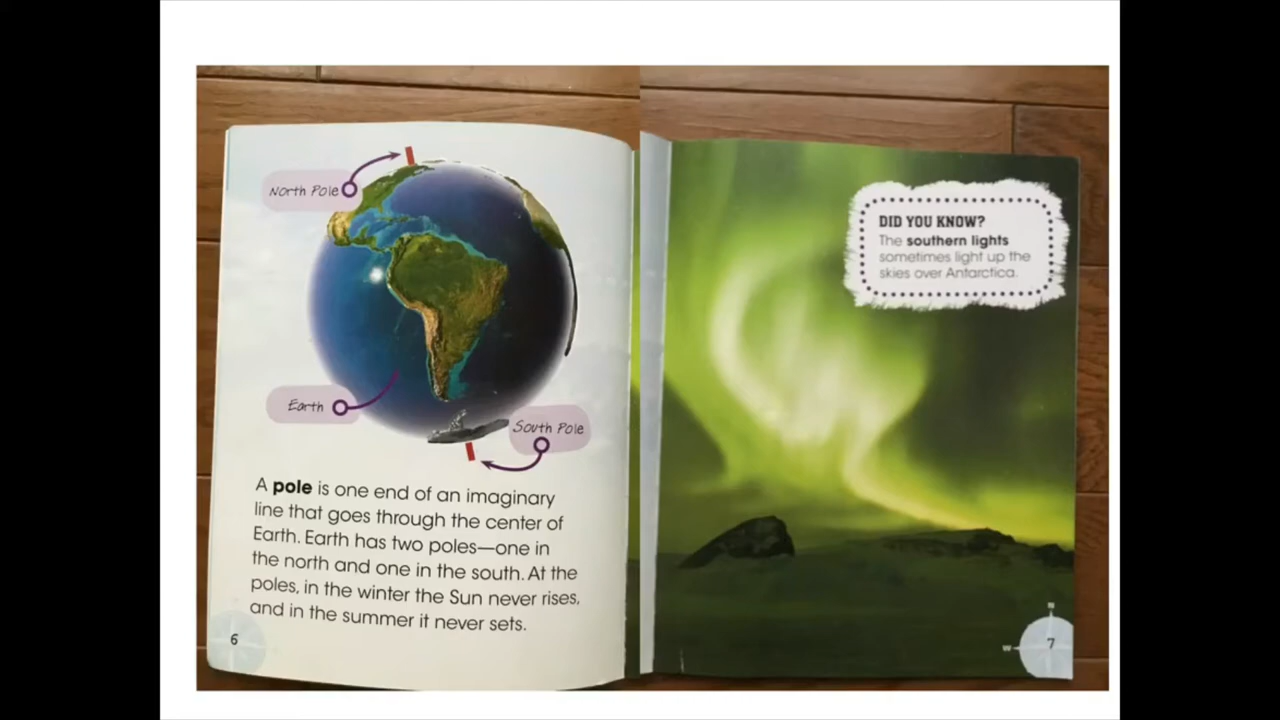 North Pole
Earth
South Pole
A pole is one end of an imaginary
line that goes through the center of
Earth. Earth has two poles—one in
the north and one in the south. At the
poles, in the winter the Sun never rises,
and in the summer it never sets.
6
DID YOU KNOW?
The southern lights
sometimes light up the
skies over Antarctica.
N
W
7